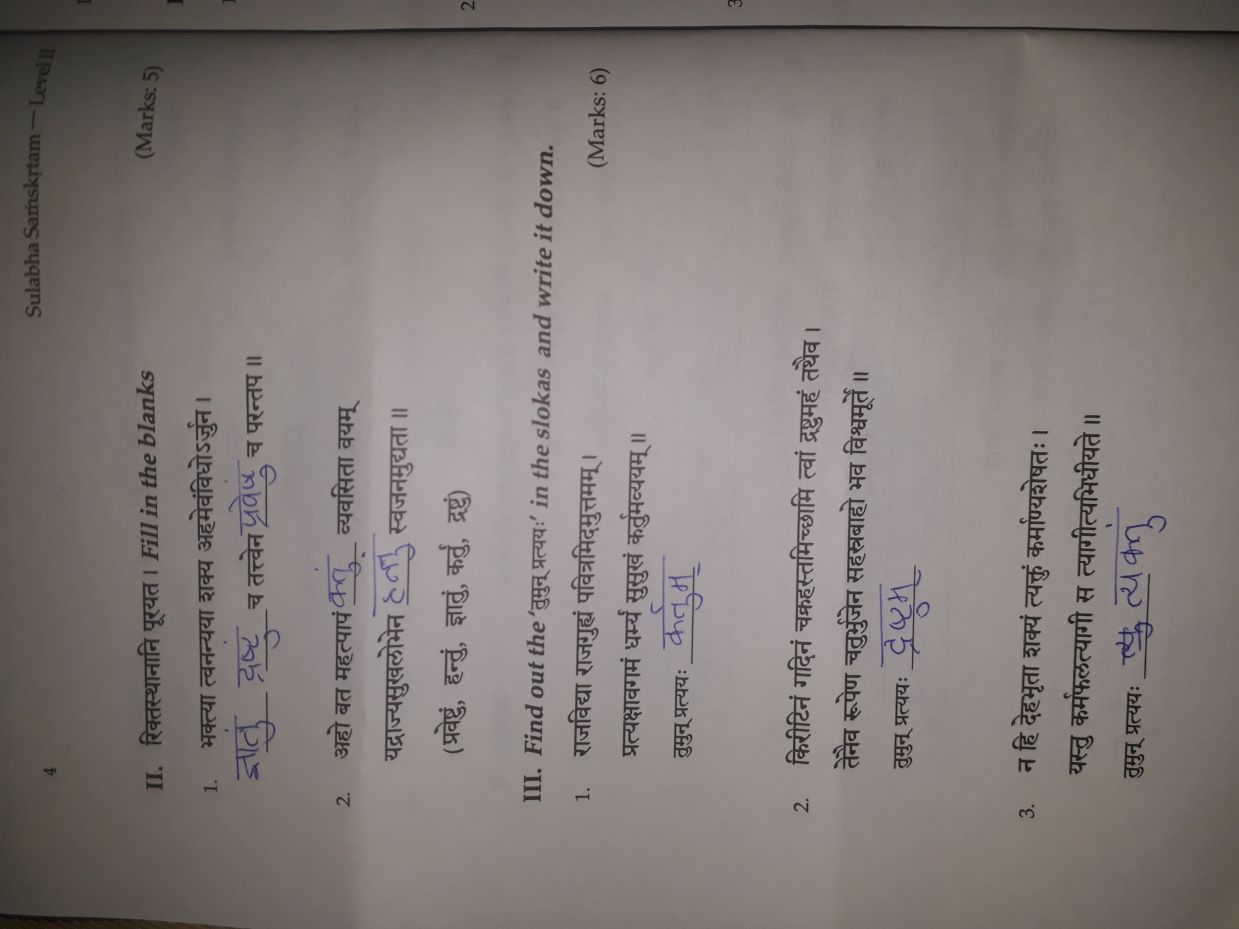 4 Sulabha Saṁskṛtam — Level II
II. रिक्तस्थानानि पूरयत । Fill in the blanks (Marks: 5)
1. भक्त्या त्वनन्यया शक्य अहमेवंविधोऽर्जुन ।
ज्ञातुं द्रष्टुं च तत्त्वेन प्रवेष्टुं च परन्तप ॥
2. अहो बत महत्पापं कतुं व्यवसिता वयम्
यद्राज्यसुखलोभेन हन्तुं स्वजनमुद्यता ॥
(प्रवेष्टुं, हन्तुं, ज्ञातुं, कर्तुं, द्रष्टुं)
III. Find out the ‘तुमुन् प्रत्ययः’ in the slokas and write it down.
1. राजविद्या राजगुह्यं पवित्रमिदमुत्तमम् । (Marks: 6)
प्रत्यक्षावगमं धर्म्यं सुसुखं कर्तुमव्ययम् ॥
तुमुन् प्रत्ययः कर्तुम्
2. किरीटिनं गदिनं चक्रहस्तमिच्छामि त्वां द्रष्टुमहं तथैव ।
तेनैव रूपेण चतुर्भुजेन सहस्रबाहो भव विश्वमूर्ते ॥
तुमुन् प्रत्ययः द्रष्टुम्
3. न हि देहभृता शक्यं त्यक्तुं कर्माण्यशेषतः ।
यस्तु कर्मफलत्यागी स त्यागीत्यभिधीयते ॥
तुमुन् प्रत्ययः त्यक्तुं
2
3